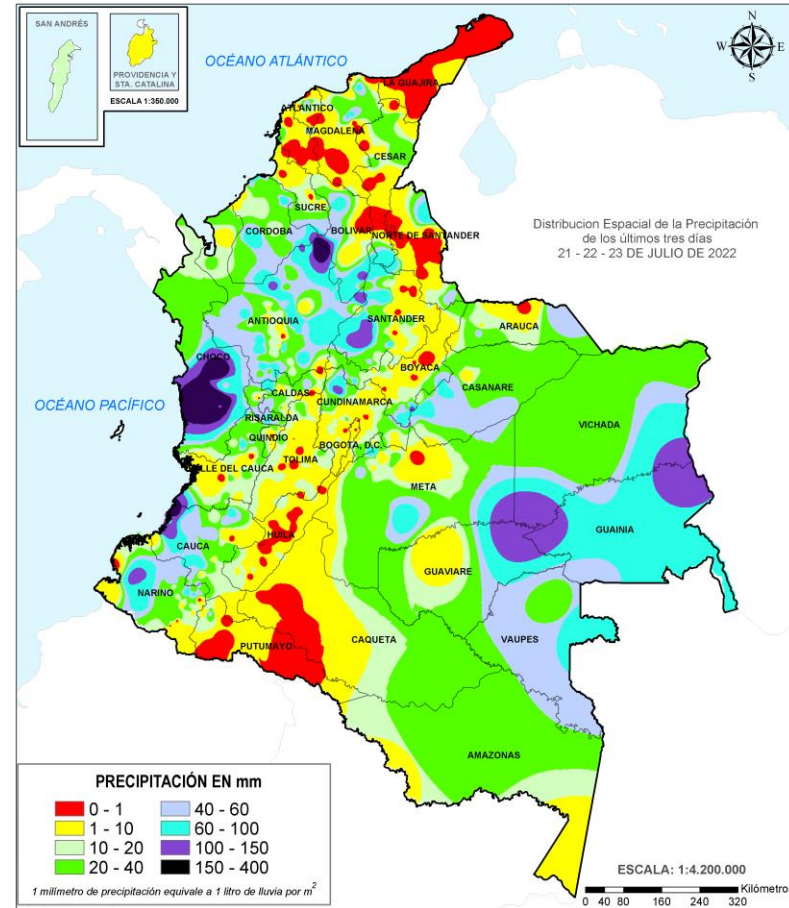 SAN ANDRÉS
PROVIDENCIA Y
STA. CATALINA
ESCALA 1:350.000
OCÉANO ATLÁNTICO
N
W
E
S
LA GUAJIRA
ATLANTICO
MAGDALENA
CESAR
SUCRE
CORDOBA
BOLIVAR
NORTE DE SANTANDER
Distribucion Espacial de la Precipitación
de los últimos tres días
21 - 22 - 23 DE JULIO DE 2022
ANTIOQUIA
SANTANDER
ARAUCA
CHOCO
BOYACA
CASANARE
OCÉANO PACÍFICO
CALDAS
CUNDINAMARCA
RISARALDA
VICHADA
QUINDIO
BOGOTA, D.C.
TOLIMA
VALLE DEL CAUCA
META
GUAINIA
HUILA
CAUCA
GUAVIARE
NARIÑO
VAUPES
CAQUETA
PUTUMAYO
AMAZONAS
PRECIPITACIÓN EN mm
0 - 1
40 - 60
1 - 10
60 - 100
10 - 20
100 - 150
20 - 40
150 - 400
1 milímetro de precipitación equivale a 1 litro de lluvia por m²
ESCALA: 1:4.200.000
Kilómetro
0 40 80 160 240 320